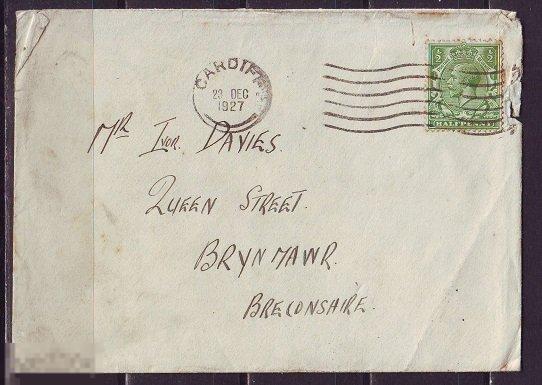 CARDIFF
23 DEC
1927
HALFPENNY
MR IVOR. DAVIES.
QUEEN STREET.
BRYNMAWR.
BRECONSHIRE.